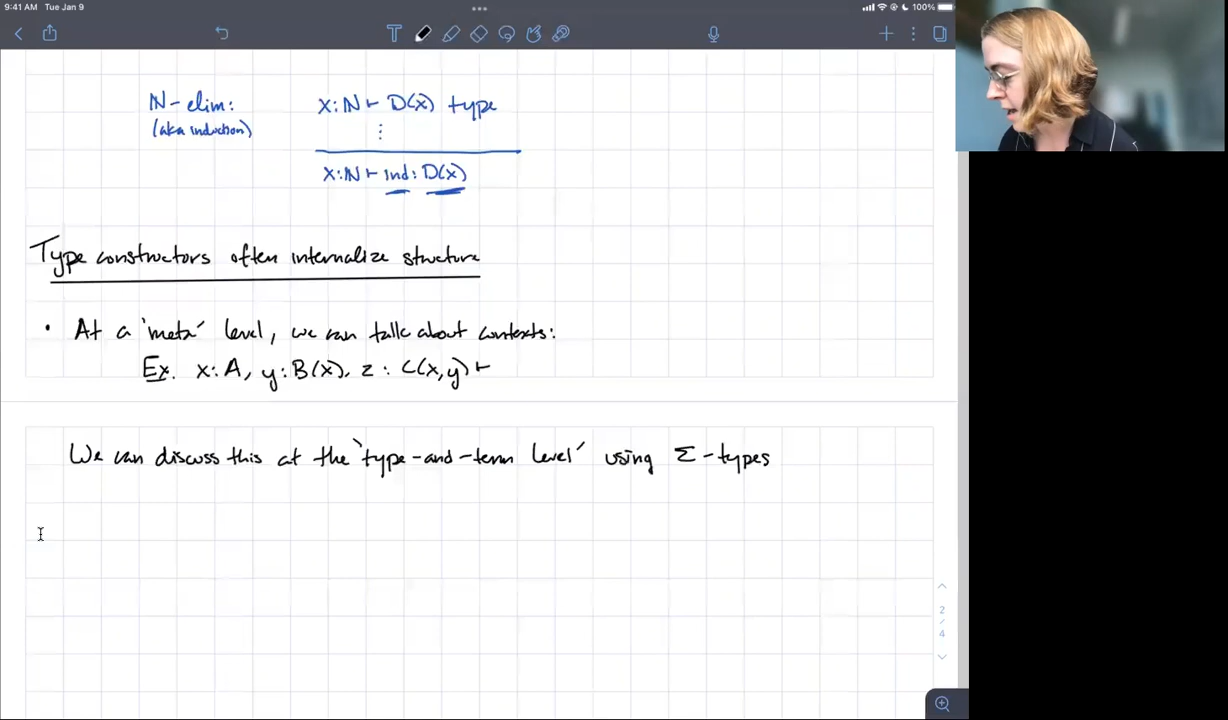 9:41 AM Tue Jan 9
100%
T
N-elim: x:N ⊢ D(x) type
(aka induction) ⋮
x:N ⊢ ind: D(x)
Type constructors often internalize structure
• At a 'meta' level, we can talk about contexts:
Ex. x:A, y:B(x), z: C(x,y) ⊢
We can discuss this at the 'type-and-term level' using Σ-types
2
/
4